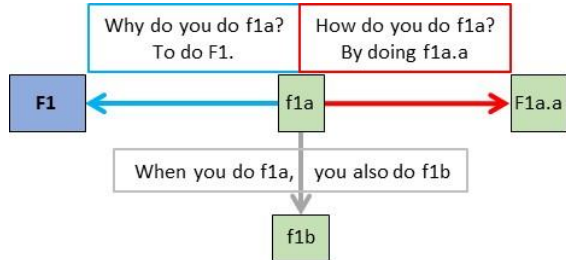 Why do you do f1a?
To do F1.
How do you do f1a?
By doing f1a.a
F1
f1a
F1a.a
When you do f1a, you also do f1b
f1b